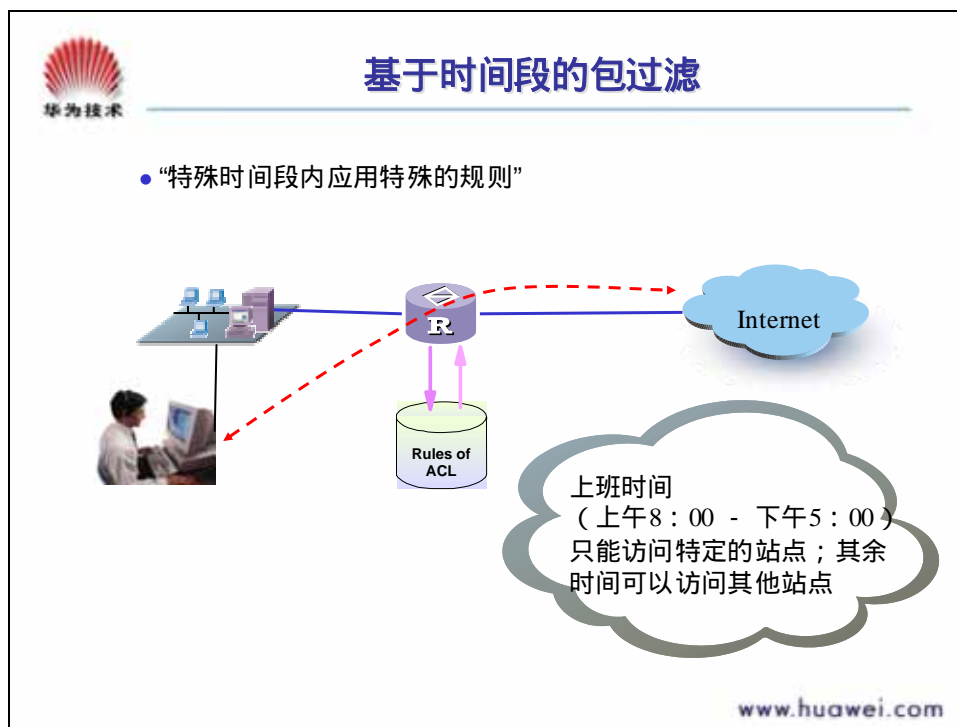 华为技术
基于时间段的包过滤
“特殊时间段内应用特殊的规则”
R
Internet
Rules of
ACL
上班时间
（上午8：00 - 下午5：00）
只能访问特定的站点；其余
时间可以访问其他站点
www.huawei.com